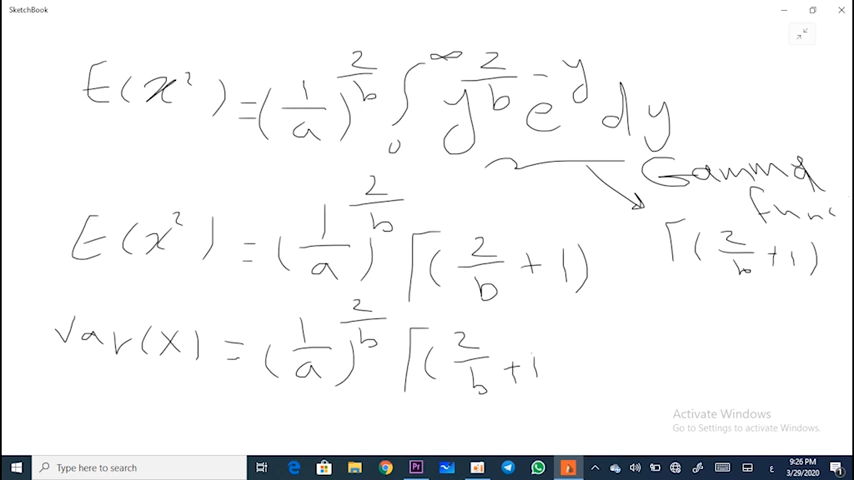 SketchBook
E(x²) = (1/a)^(2/b) ∫₀^∞ y^(2/b) e^(-y) dy
Gamma
func
E(x²) = (1/a)^(2/b) Γ(2/b + 1)
Γ(2/b + 1)
Var(X) = (1/a)^(2/b) Γ(2/b + 1
Activate Windows
Go to Settings to activate Windows.
Type here to search
9:26 PM
3/29/2020